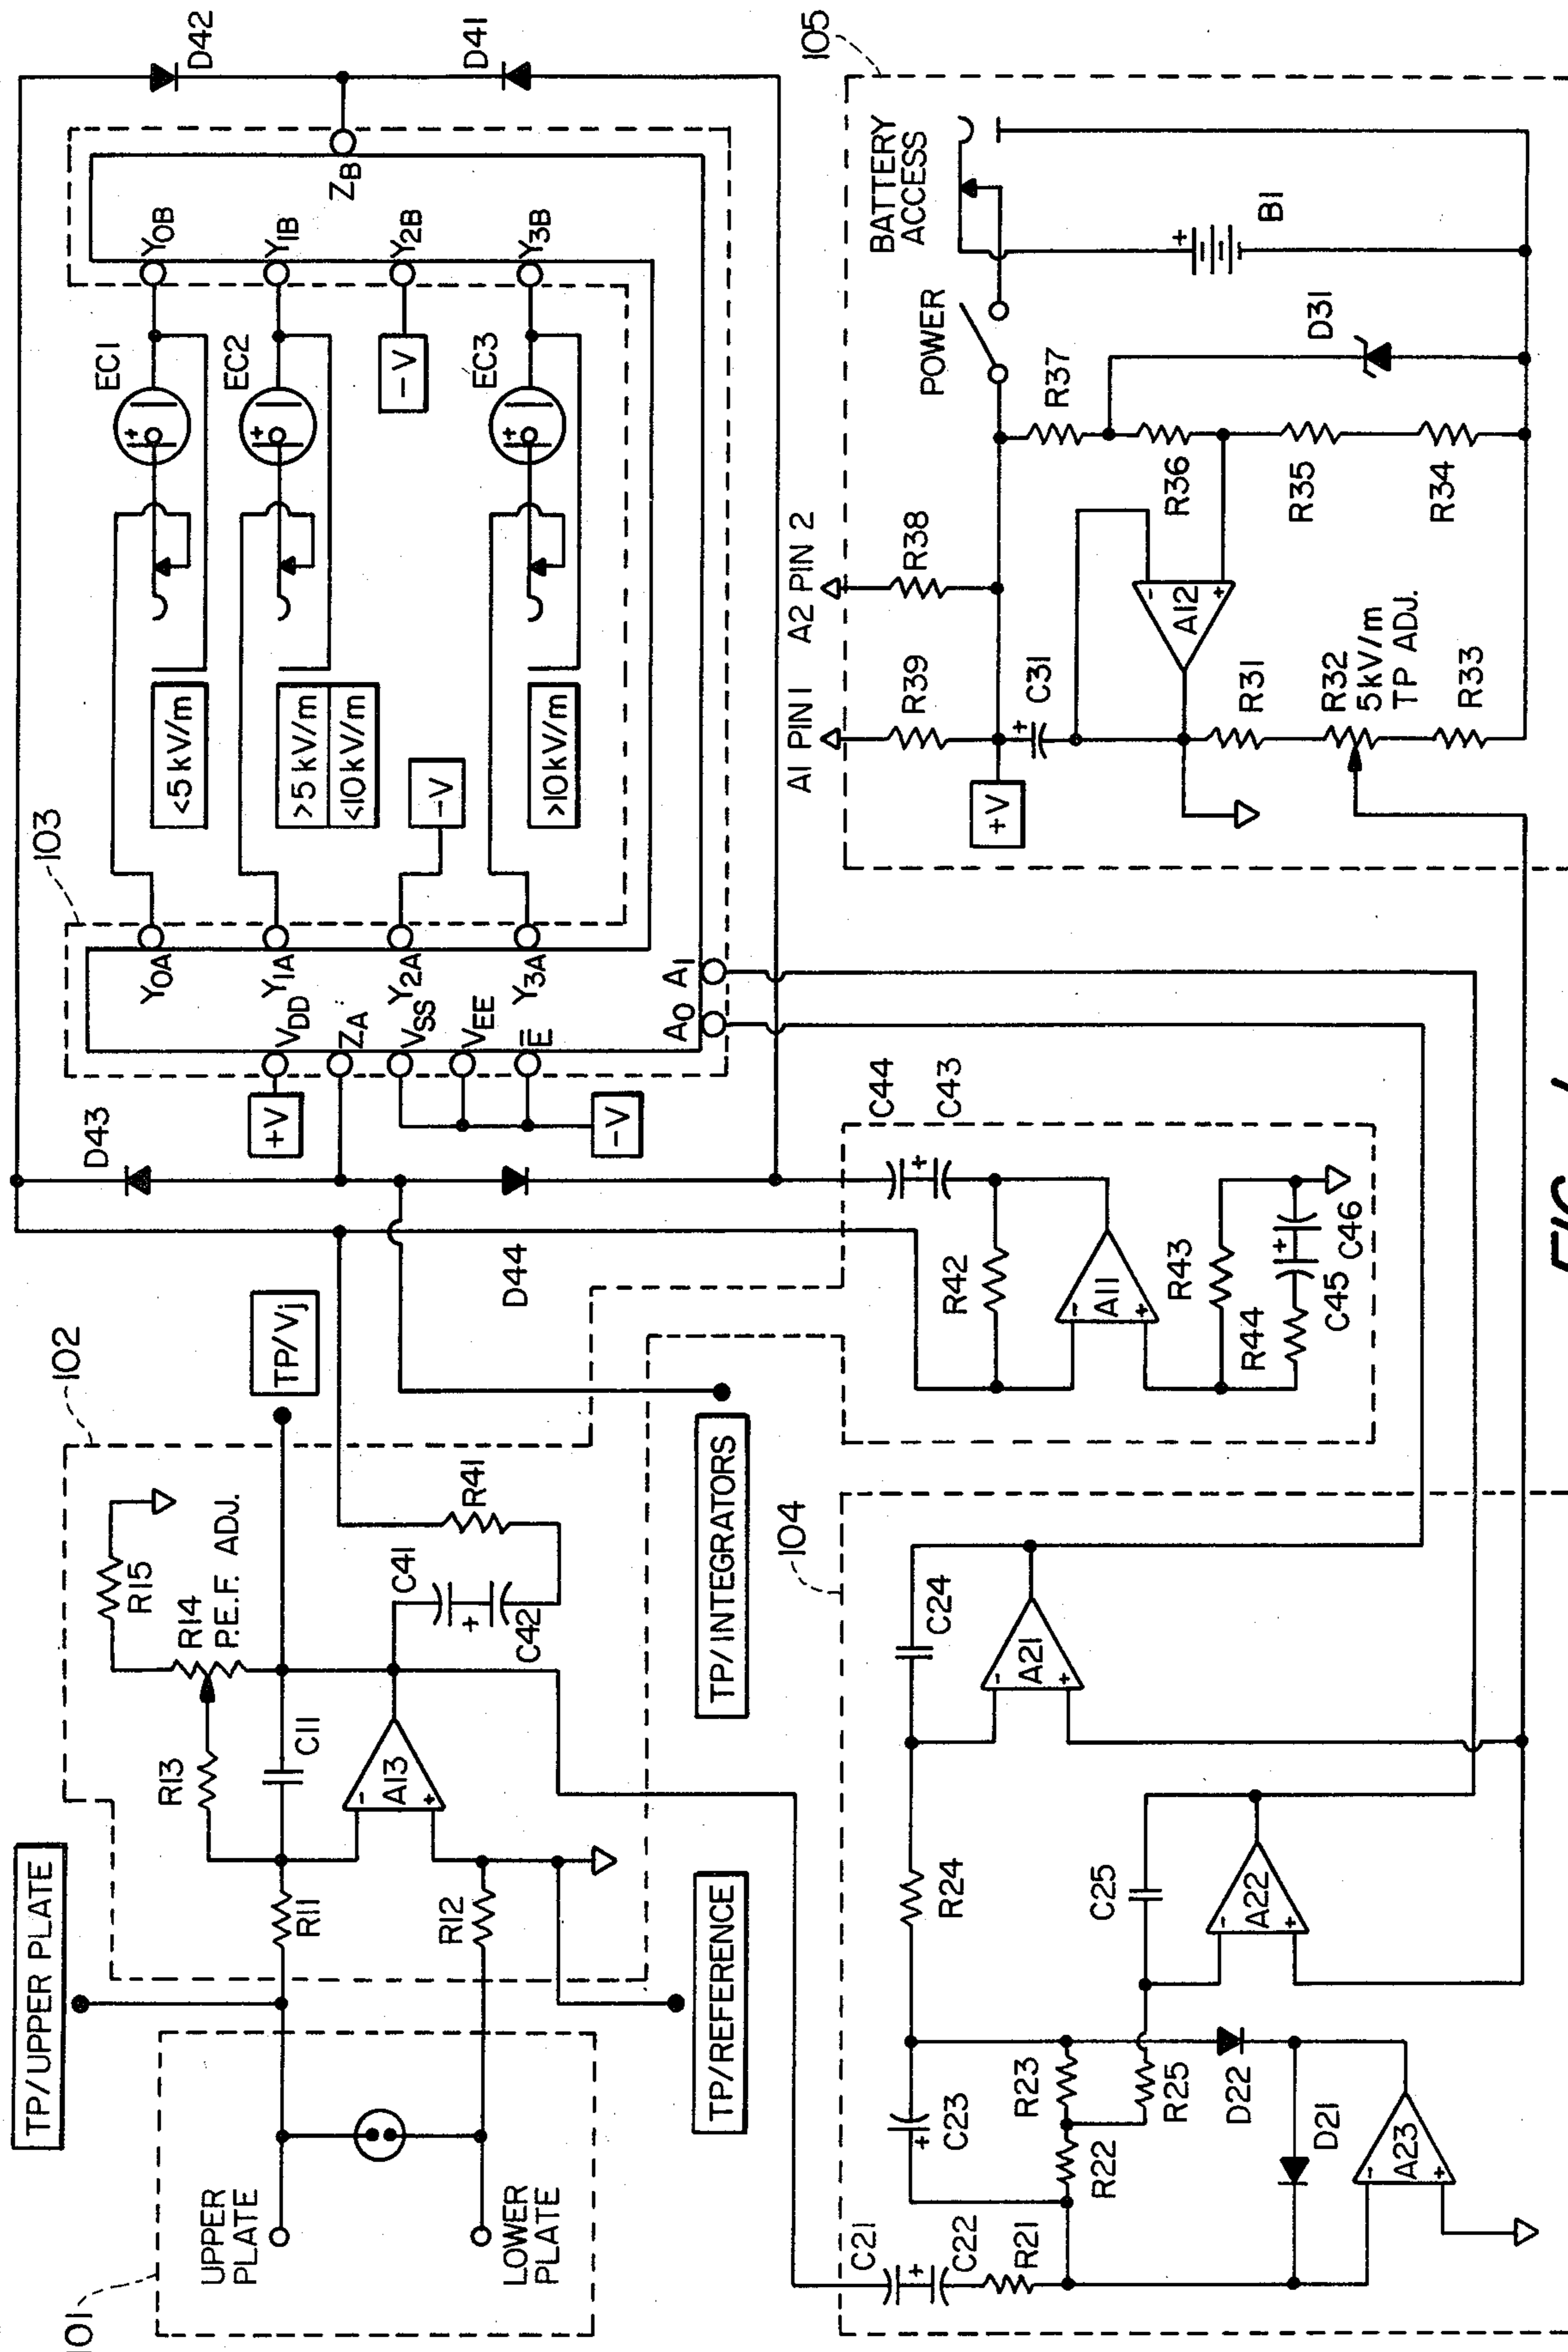 101
UPPER
PLATE
LOWER
PLATE
TP/UPPER PLATE
TP/REFERENCE
102
R11
R12
R13
R14
P.E.F. ADJ.
R15
C11
-
A13
+
C41
+
C42
R41
TP/Vj
TP/INTEGRATORS
D43
D44
103
+V
-V
VDD
ZA
VSS
VEE
E̅
Y0A
Y1A
Y2A
Y3A
A0
A1
-V
<5kV/m
>5kV/m
<10kV/m
>10kV/m
EC1
+
EC2
+
EC3
+
-V
Y0B
Y1B
Y2B
Y3B
ZB
D42
D41
104
C21
+
C22
R21
C23
+
R22
R23
R25
D22
D21
-
A23
+
R24
C25
-
A22
+
C24
-
A21
+
C44
+
C43
R42
-
A11
+
R43
R44
C45
+
C46
105
A1 PIN 1
A2 PIN 2
R39
R38
+V
+
C31
POWER
BATTERY
ACCESS
R37
R36
R35
R34
D31
+
B1
-
A12
+
R31
R32
5kV/m
TP ADJ.
R33